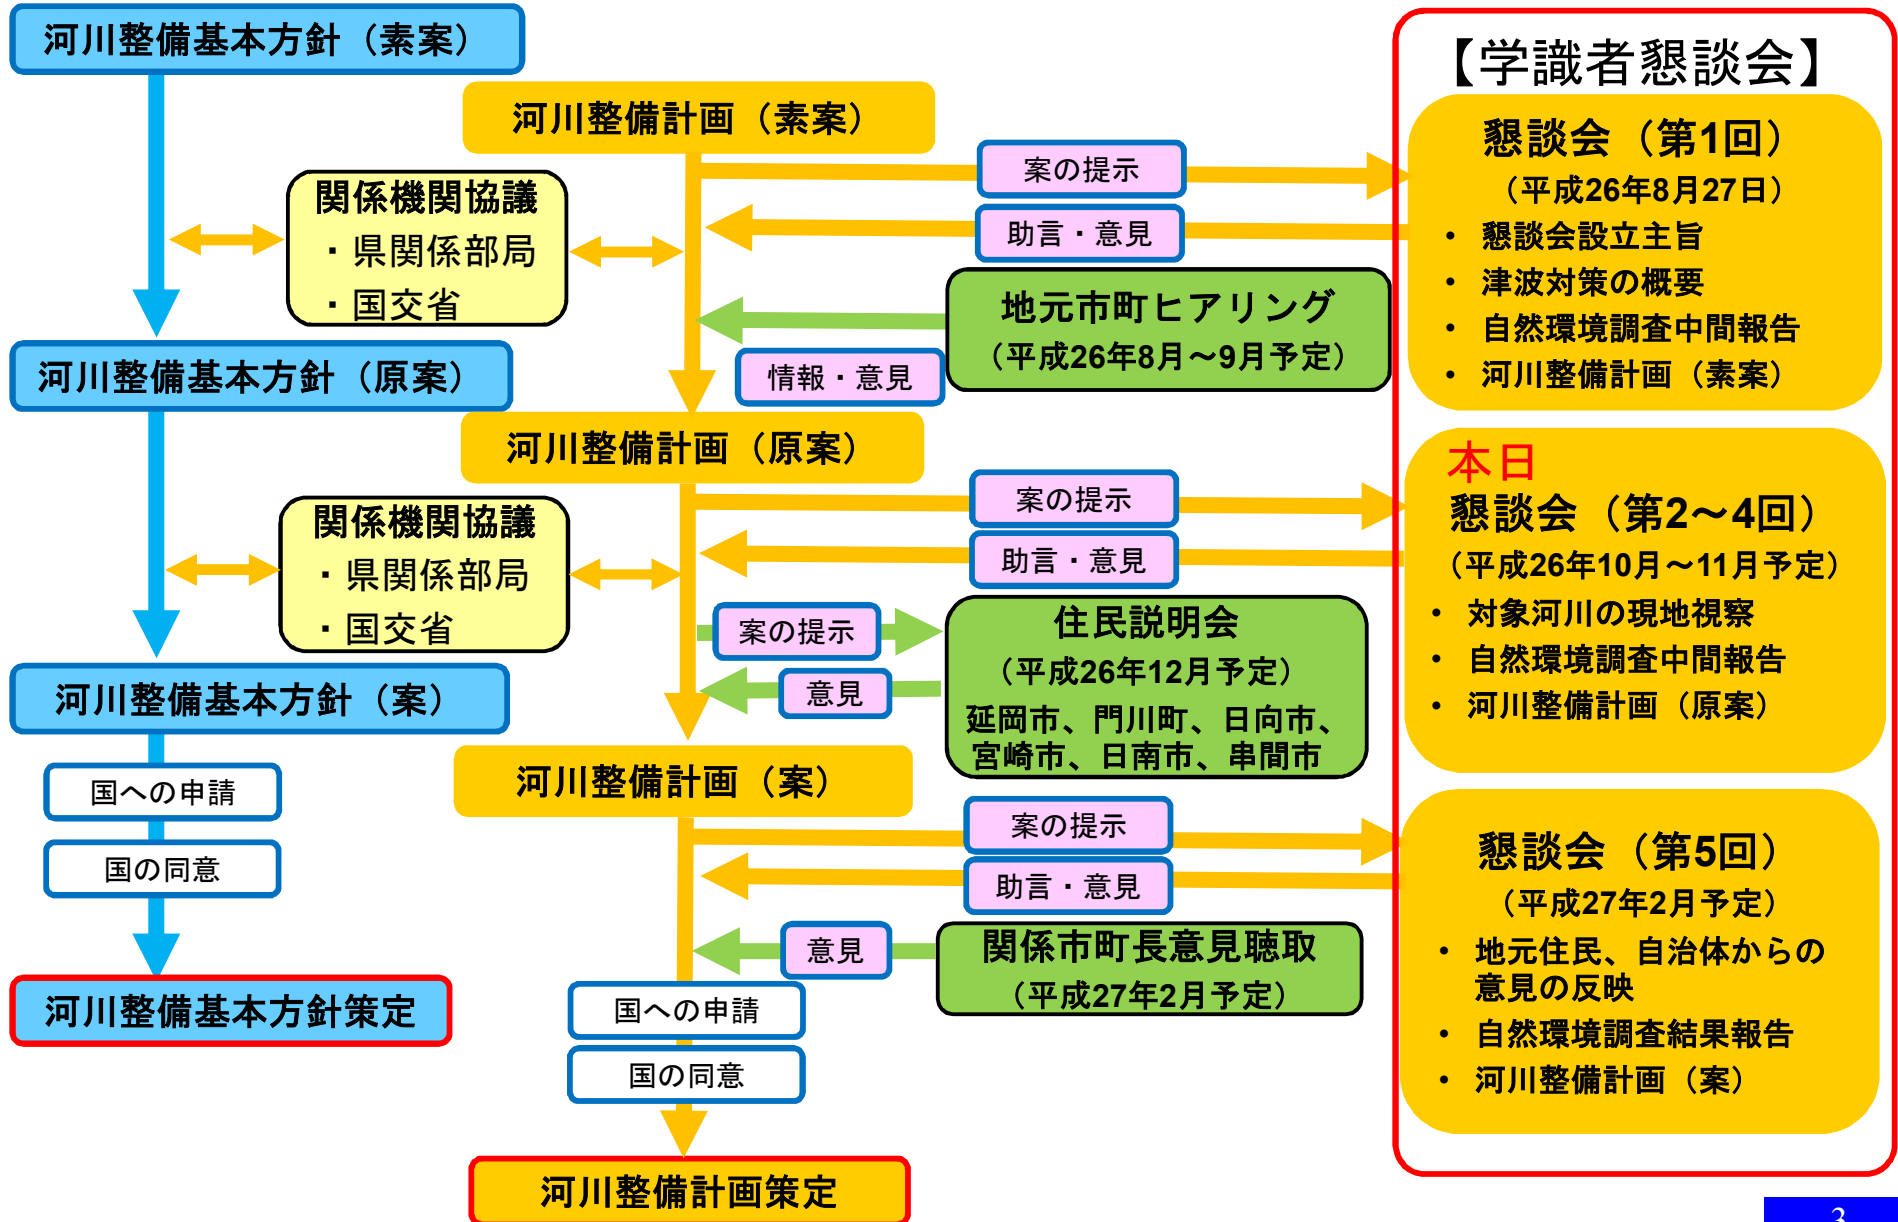 河川整備基本方針（素案）
河川整備基本方針（原案）
河川整備基本方針（案）
国への申請
国の同意
河川整備基本方針策定
関係機関協議
・県関係部局
・国交省
関係機関協議
・県関係部局
・国交省
河川整備計画（素案）
案の提示
助言・意見
地元市町ヒアリング
（平成26年8月～9月予定）
情報・意見
河川整備計画（原案）
案の提示
助言・意見
案の提示
意見
住民説明会
（平成26年12月予定）
延岡市、門川町、日向市、
宮崎市、日南市、串間市
河川整備計画（案）
案の提示
助言・意見
意見
関係市町長意見聴取
（平成27年2月予定）
国への申請
国の同意
河川整備計画策定
【学識者懇談会】
懇談会（第1回）
（平成26年8月27日）
・ 懇談会設立主旨
・ 津波対策の概要
・ 自然環境調査中間報告
・ 河川整備計画（素案）
本日
懇談会（第2～4回）
（平成26年10月～11月予定）
・ 対象河川の現地視察
・ 自然環境調査中間報告
・ 河川整備計画（原案）
懇談会（第5回）
（平成27年2月予定）
・ 地元住民、自治体からの
意見の反映
・ 自然環境調査結果報告
・ 河川整備計画（案）
3